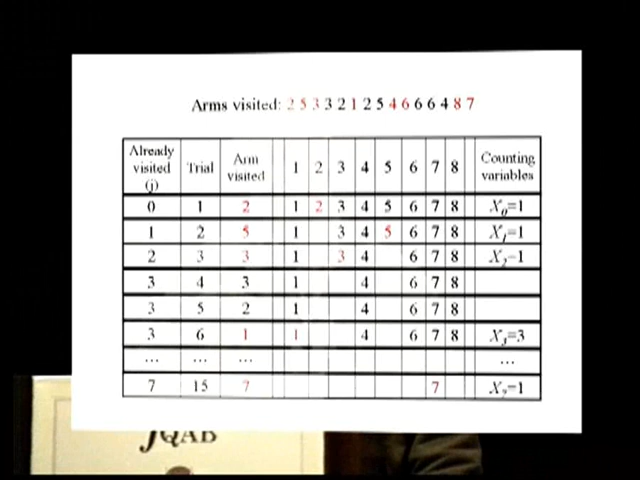 Arms visited: 2 5 3 3 2 1 2 5 4 6 6 6 4 8 7
Already visited (j) Trial Arm visited 1 2 3 4 5 6 7 8 Counting variables
0 1 2 1 2 3 4 5 6 7 8 X0=1
1 2 5 1 3 4 5 6 7 8 X1=1
2 3 3 1 3 4 6 7 8 X2=1
3 4 3 1 4 6 7 8
3 5 2 1 4 6 7 8
3 6 1 1 4 6 7 8 X3=3
... ... ... ...
7 15 7 7 X7=1
JQAB